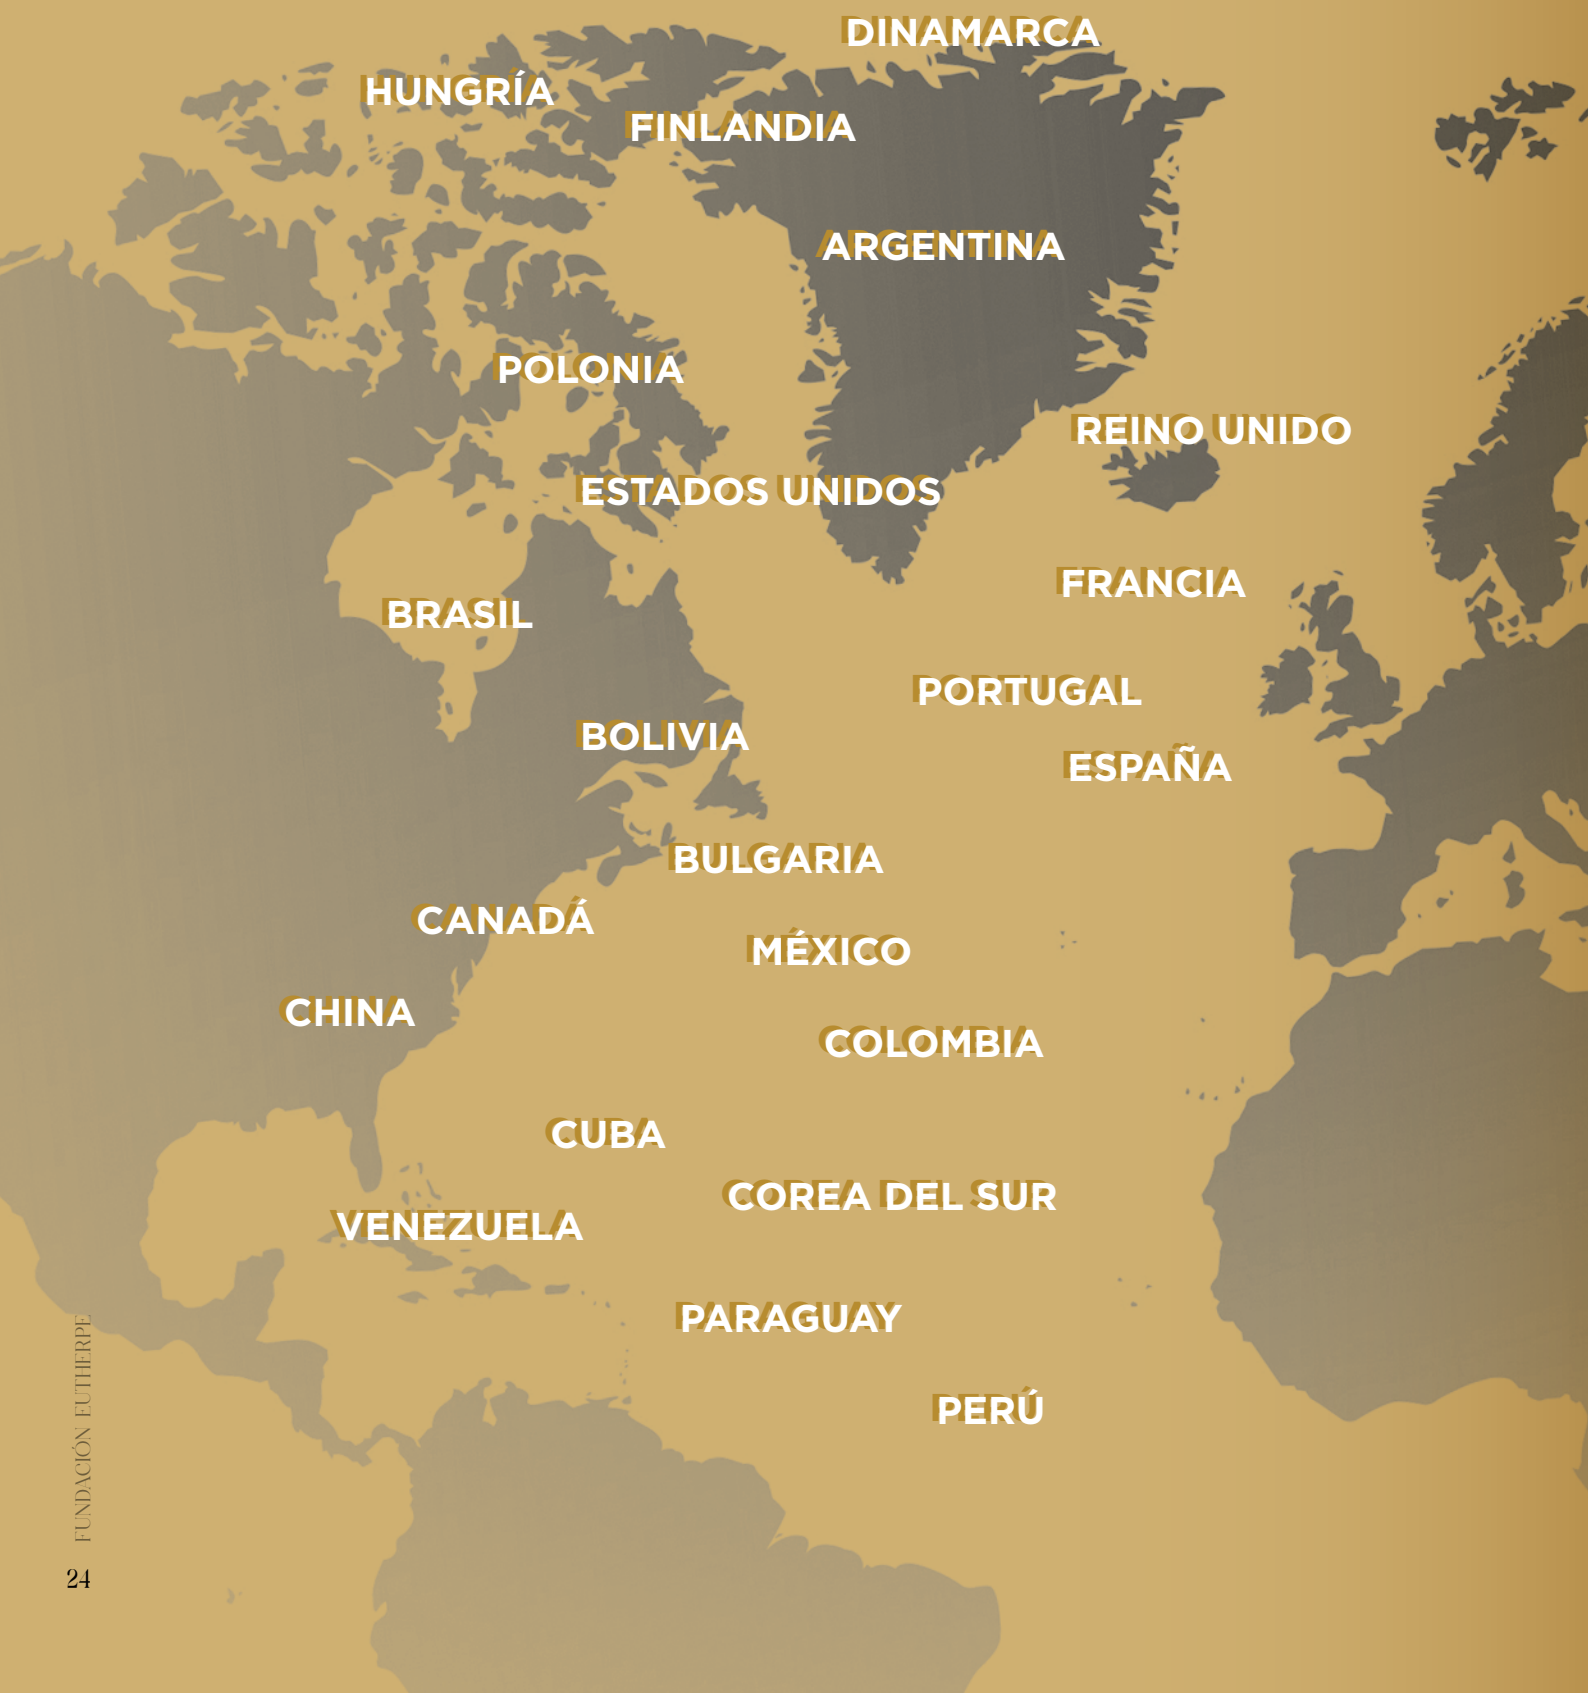 DINAMARCA
HUNGRÍA
FINLANDIA
ARGENTINA
POLONIA
REINO UNIDO
ESTADOS UNIDOS
FRANCIA
BRASIL
PORTUGAL
BOLIVIA
ESPAÑA
BULGARIA
CANADÁ
MÉXICO
CHINA
COLOMBIA
CUBA
COREA DEL SUR
VENEZUELA
PARAGUAY
PERÚ
FUNDACIÓN EUTHERPE
24